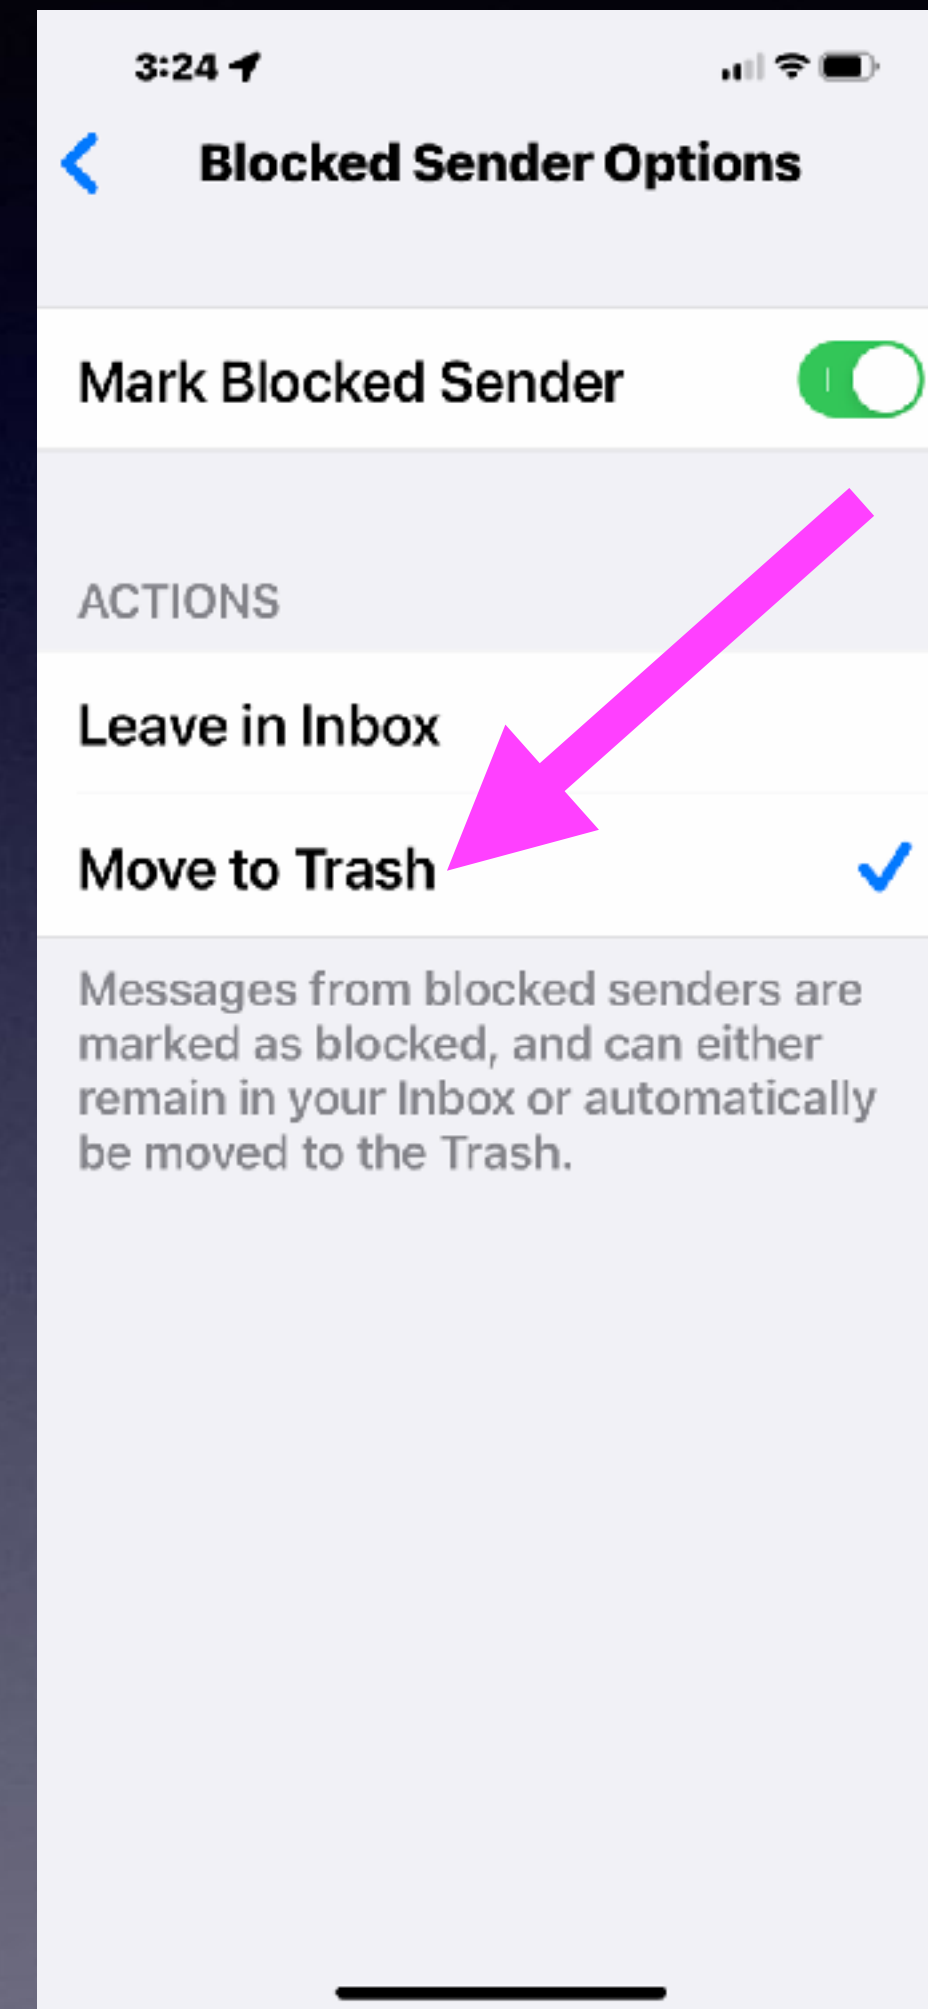 3:24
Blocked Sender Options
Mark Blocked Sender
ACTIONS
Leave in Inbox
Move to Trash
Messages from blocked senders are
marked as blocked, and can either
remain in your Inbox or automatically
be moved to the Trash.